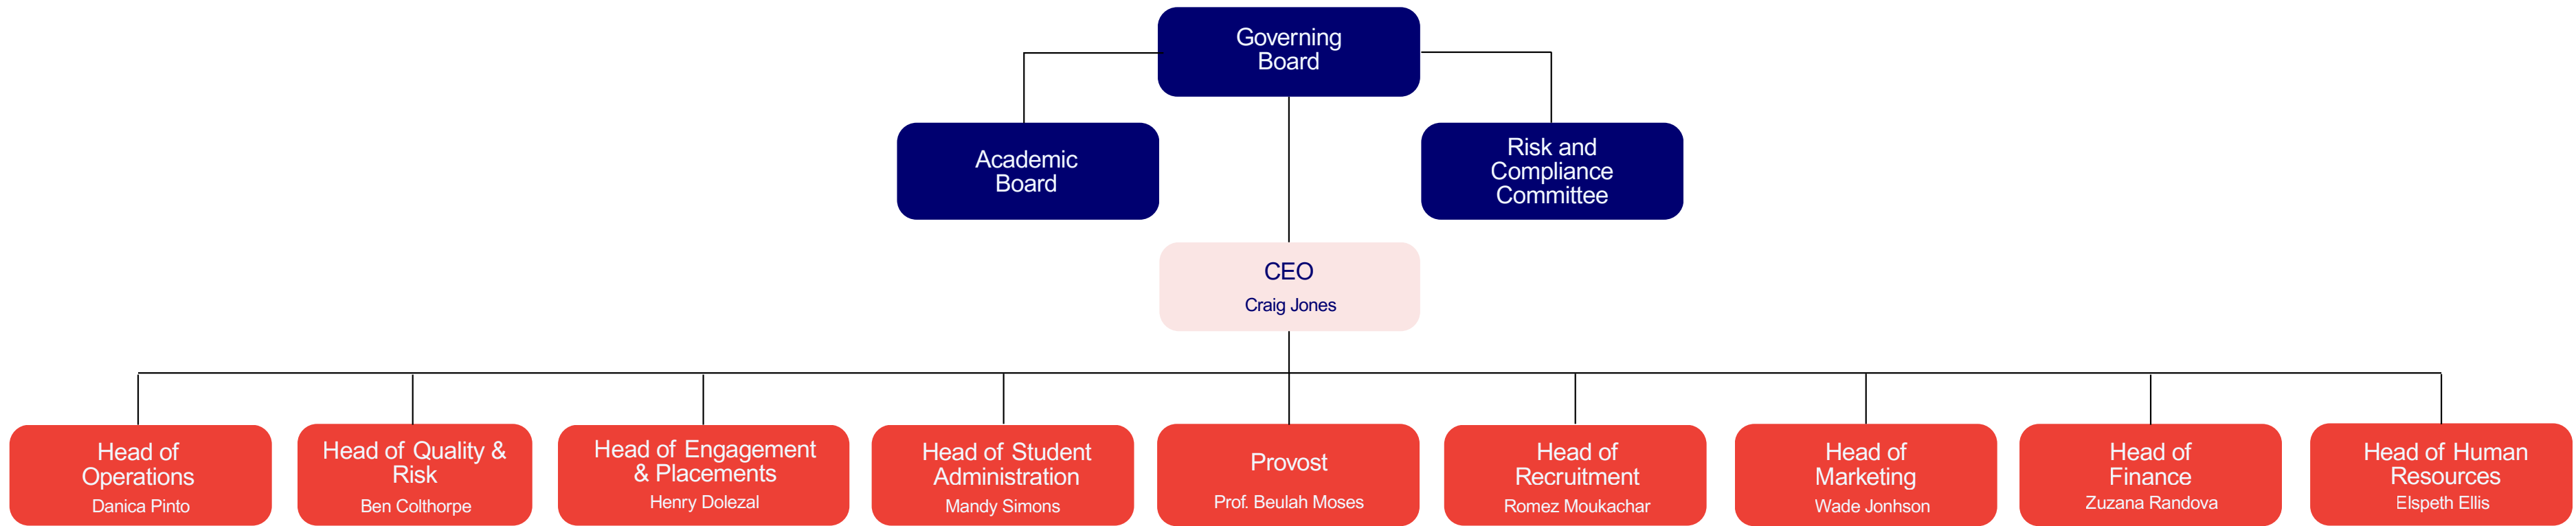 Governing
Board
Academic
Board
Risk and
Compliance
Committee
CEO
Craig Jones
Head of
Operations
Danica Pinto
Head of Quality &
Risk
Ben Colthorpe
Head of Engagement
& Placements
Henry Dolezal
Head of Student
Administration
Mandy Simons
Provost
Prof. Beulah Moses
Head of
Recruitment
Romez Moukachar
Head of
Marketing
Wade Jonhson
Head of
Finance
Zuzana Randova
Head of Human
Resources
Elspeth Ellis